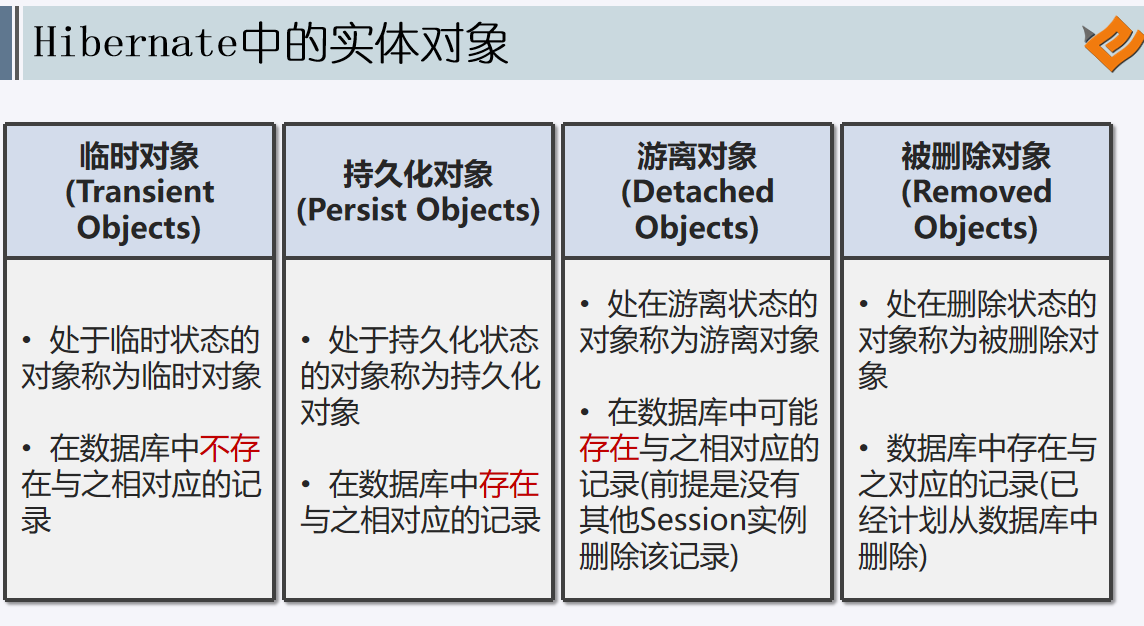 Hibernate中的实体对象
临时对象
(Transient
Objects)
• 处于临时状态的
对象称为临时对象
• 在数据库中不存
在与之相对应的记
录
持久化对象
(Persist Objects)
• 处于持久化状态
的对象称为持久化
对象
• 在数据库中存在
与之相对应的记录
游离对象
(Detached
Objects)
• 处在游离状态的
对象称为游离对象
• 在数据库中可能
存在与之相对应的
记录(前提是没有
其他Session实例
删除该记录)
被删除对象
(Removed
Objects)
• 处在删除状态的
对象称为被删除对
象
• 数据库中存在与
之对应的记录(已
经计划从数据库中
删除)